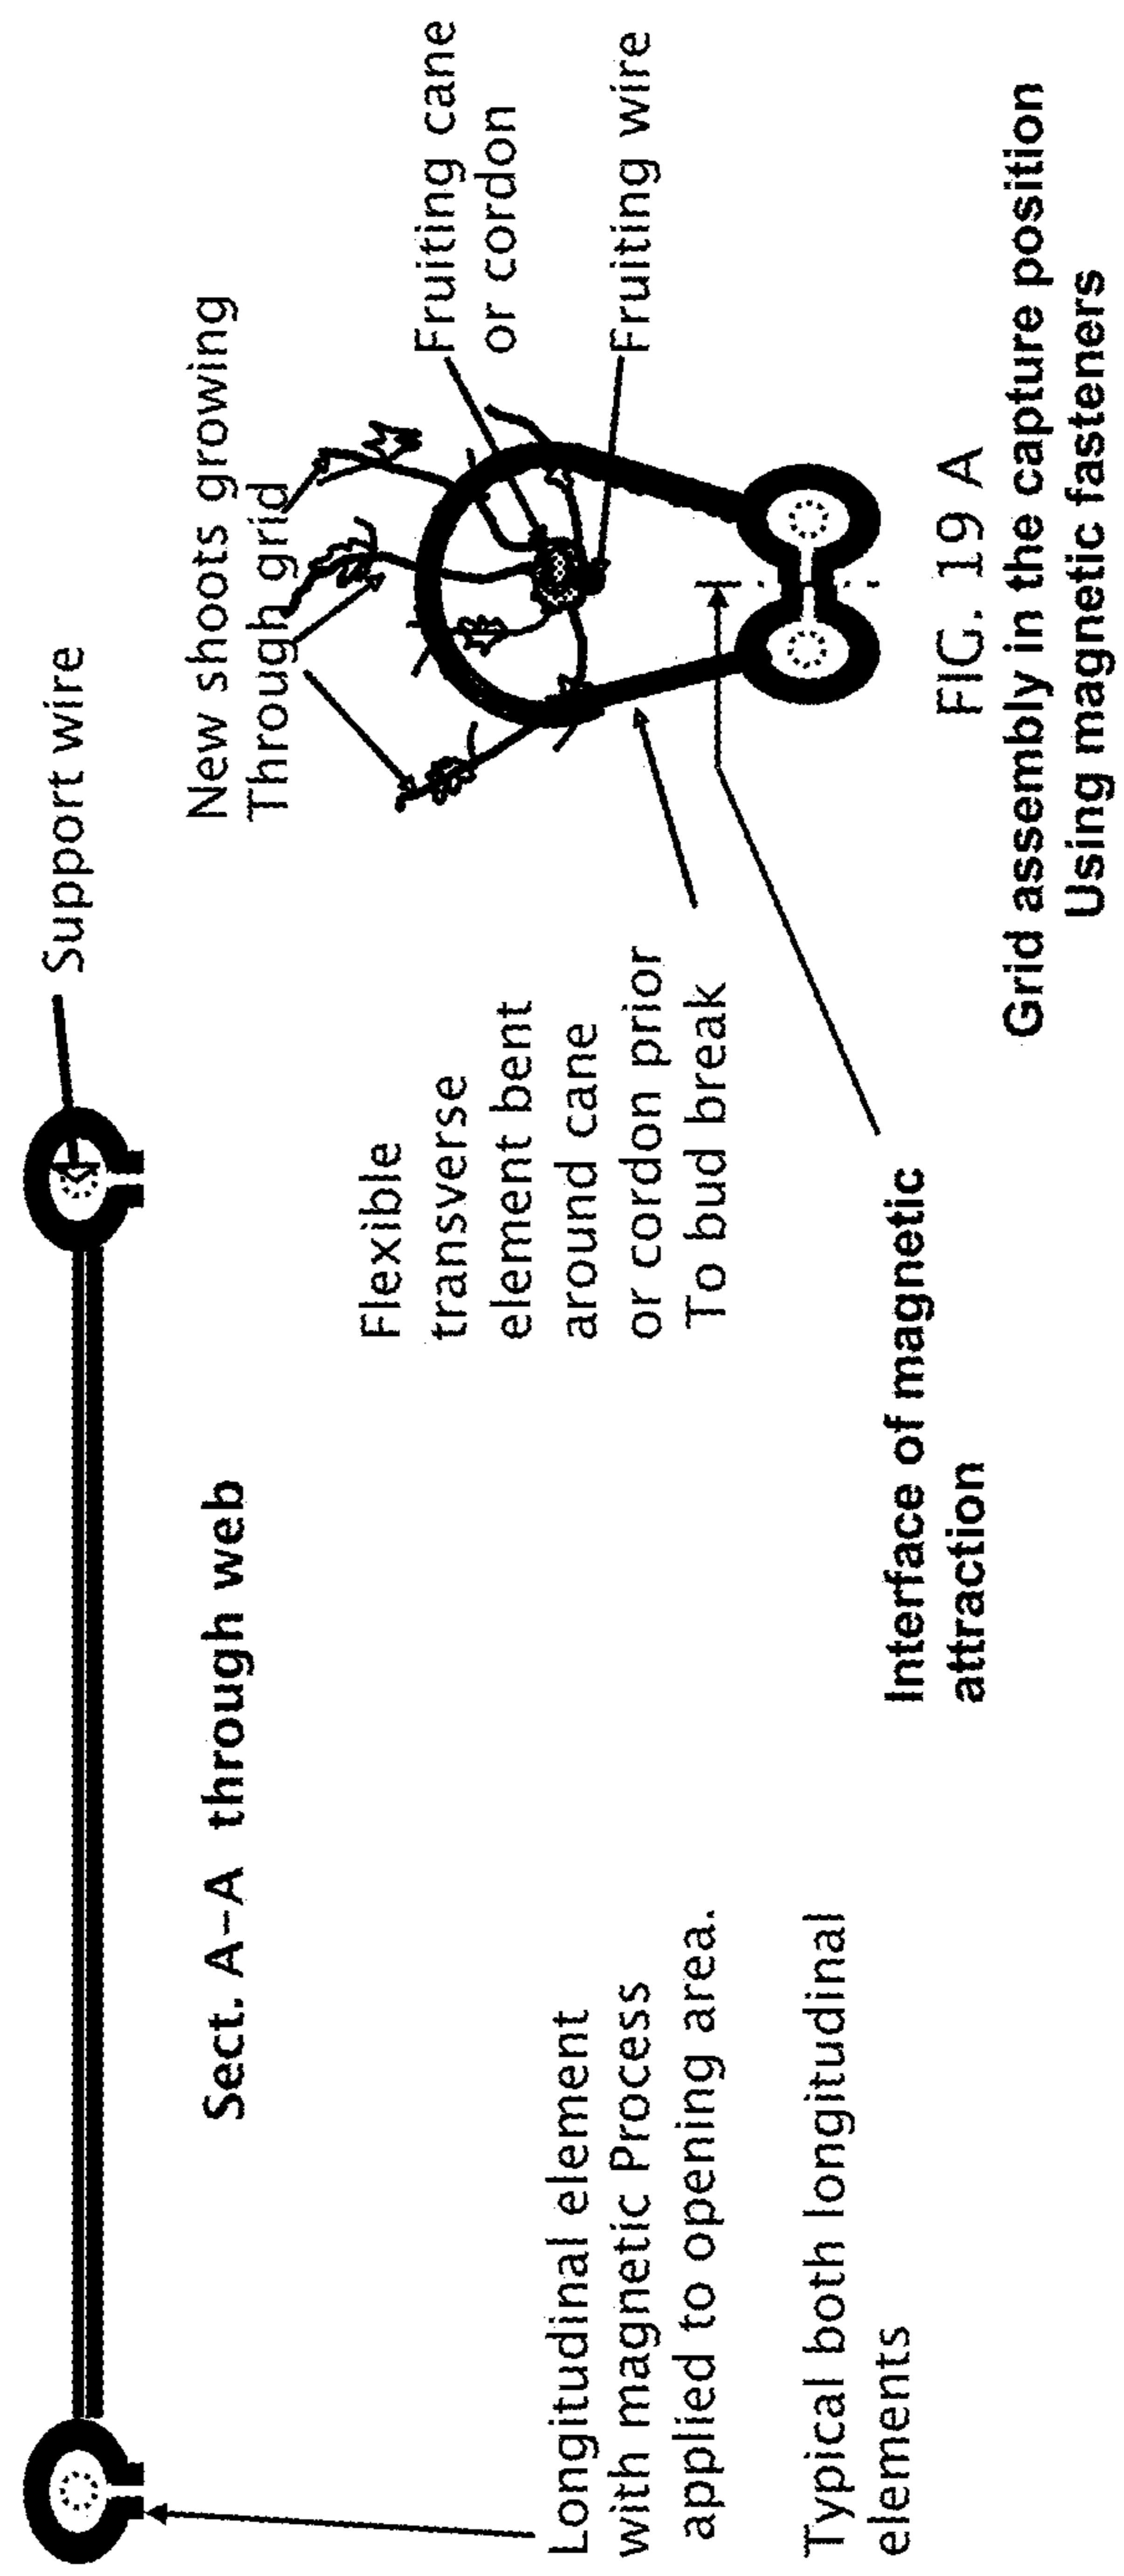 Support wire
Sect. A-A through web
New shoots growing
Through grid
Fruiting cane
or cordon
Fruiting wire
Flexible
transverse
element bent
around cane
or cordon prior
To bud break
Longitudinal element
with magnetic Process
applied to opening area.
Typical both longitudinal
elements
Interface of magnetic
attraction
FIG. 19 A
Grid assembly in the capture position
Using magnetic fasteners